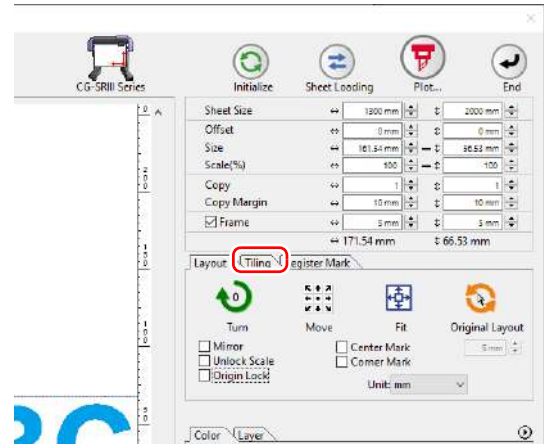 CG-SRIII Series
Initialize Sheet Loading Plot... End
Sheet Size 1300 mm 2000 mm
Offset 0 mm 0 mm
Size 161.54 mm 56.53 mm
Scale(%) 100 100
Copy 1 1
Copy Margin 10 mm 10 mm
Frame 5 mm 5 mm
171.54 mm 66.53 mm
Layout Tiling Register Mark
0
Turn Move Fit Original Layout
Mirror Center Mark 5 mm
Unlock Scale Corner Mark
Origin Lock
Unit: mm
Color Layer